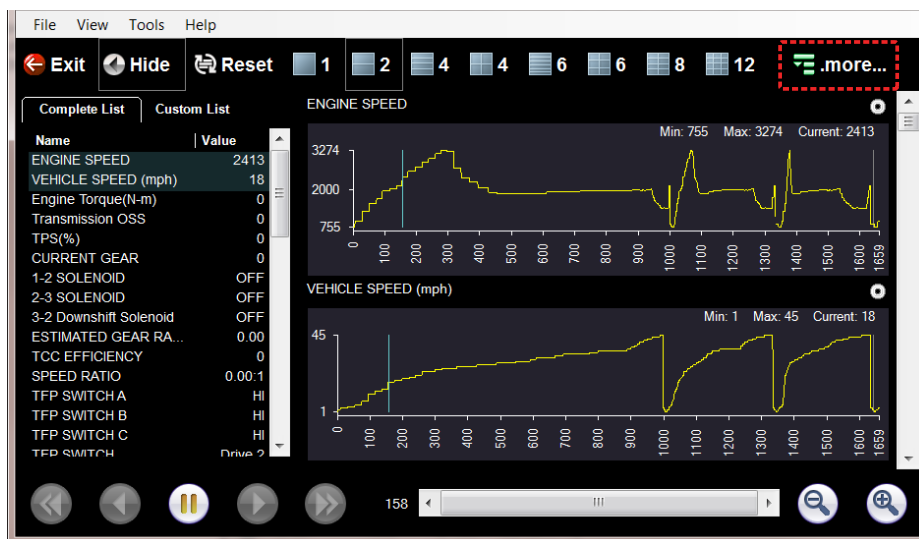 File View Tools Help
Exit Hide Reset 1 2 4 4 6 6 8 12 .more...
Complete List Custom List
Name Value
ENGINE SPEED 2413
VEHICLE SPEED (mph) 18
Engine Torque(N-m) 0
Transmission OSS 0
TPS(%) 0
CURRENT GEAR 0
1-2 SOLENOID OFF
2-3 SOLENOID OFF
3-2 Downshift Solenoid OFF
ESTIMATED GEAR RA... 0.00
TCC EFFICIENCY 0
SPEED RATIO 0.00:1
TFP SWITCH A HI
TFP SWITCH B HI
TFP SWITCH C HI
TFP SWITCH Drive 2
ENGINE SPEED
Min: 755 Max: 3274 Current: 2413
3274
2000
755
0 100 200 300 400 500 600 700 800 900 1000 1100 1200 1300 1400 1500 1600 1659
VEHICLE SPEED (mph)
Min: 1 Max: 45 Current: 18
45
1
0 100 200 300 400 500 600 700 800 900 1000 1100 1200 1300 1400 1500 1600 1659
158